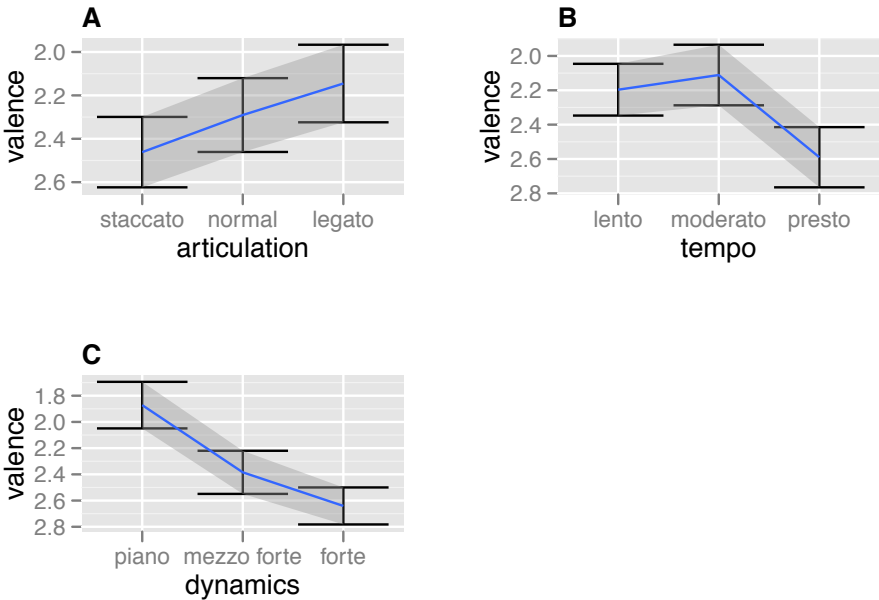 A
valence
2.0
2.2
2.4
2.6
staccato normal legato
articulation
B
valence
2.0
2.2
2.4
2.6
2.8
lento moderato presto
tempo
C
valence
1.8
2.0
2.2
2.4
2.6
2.8
piano mezzo forte forte
dynamics